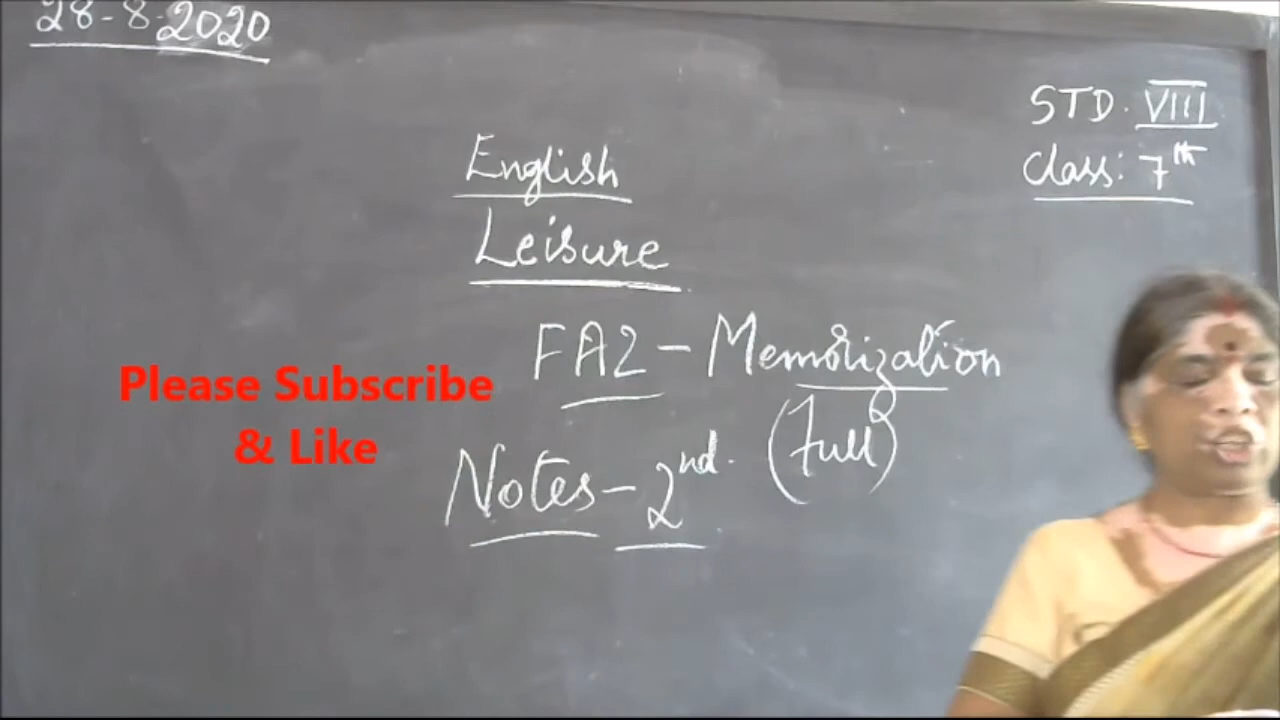 28-8-2020
STD. VIII
Class: 7th
English
Leisure
FA2 - Memorization
(Full)
Notes - 2nd.
Please Subscribe
& Like